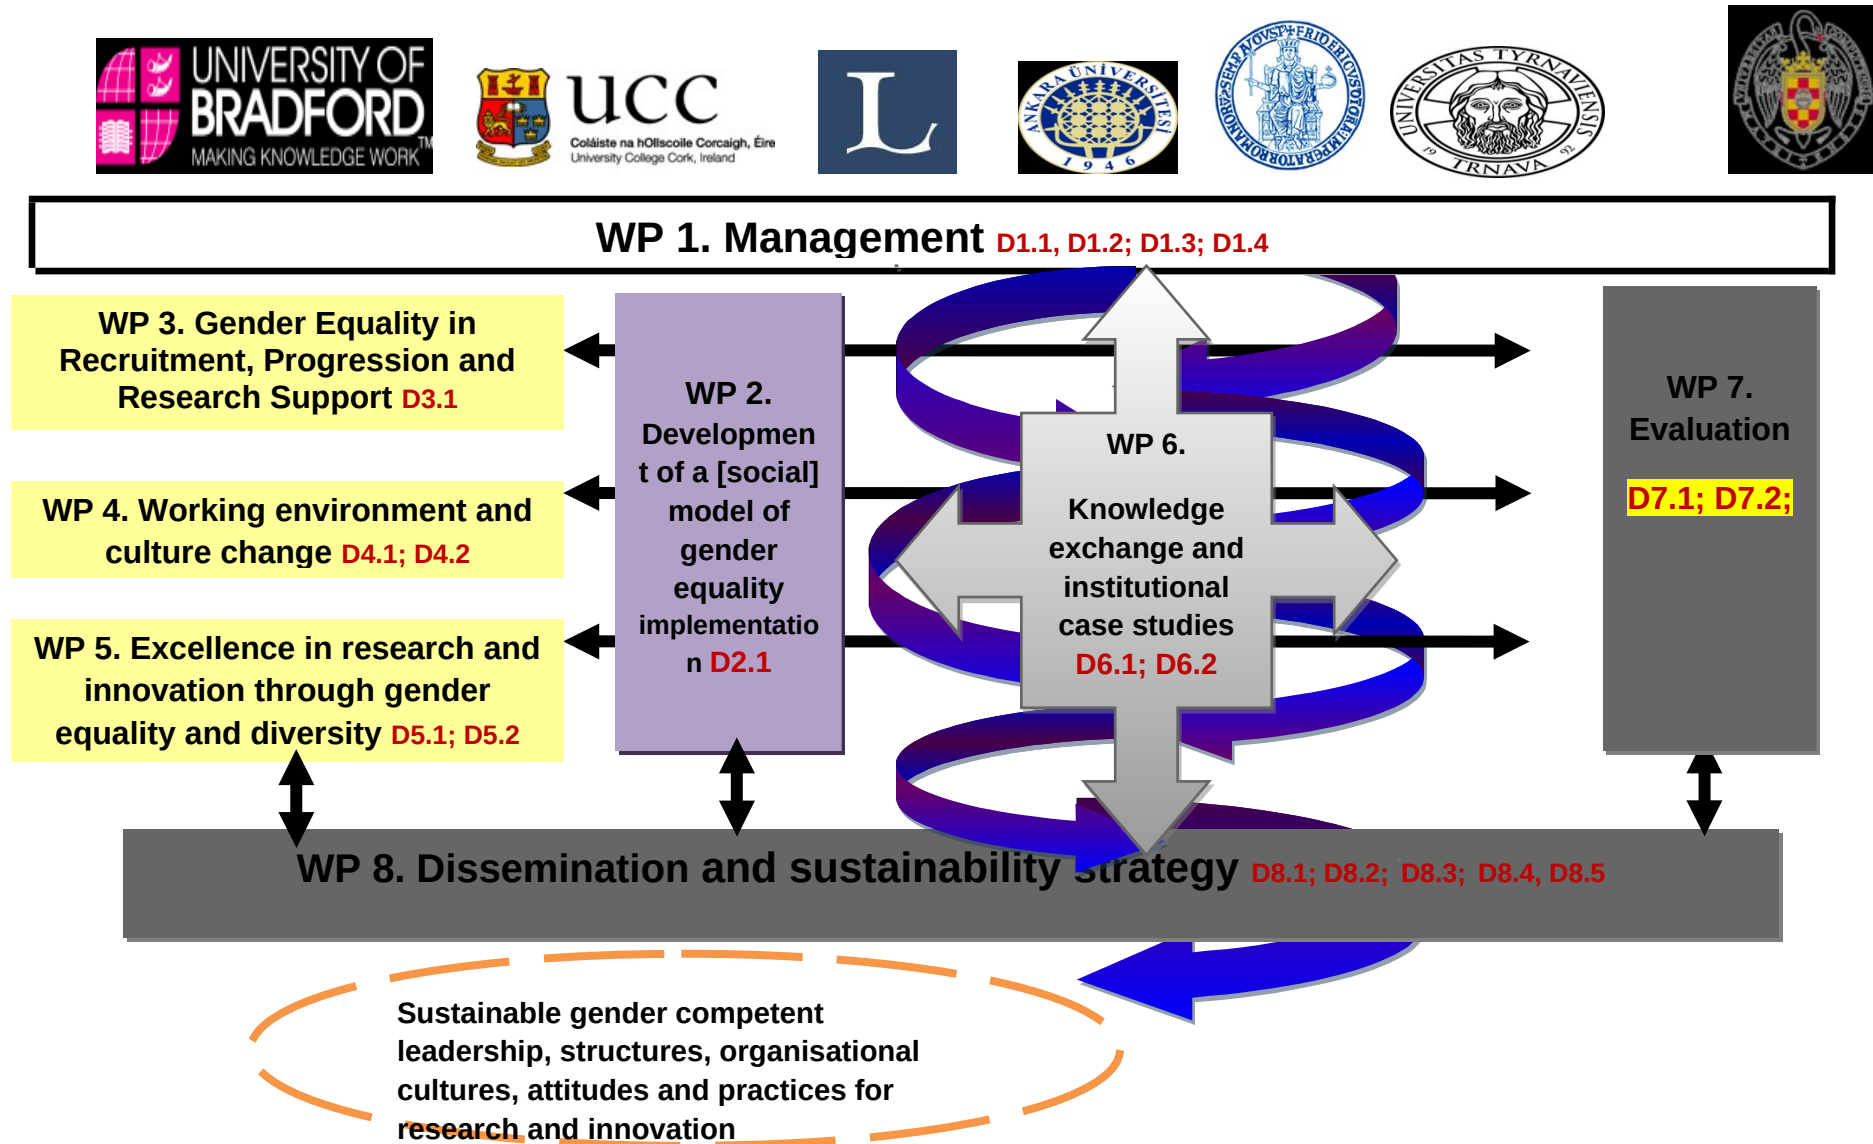 UNIVERSITY OF
BRADFORD
TM
MAKING KNOWLEDGE WORK
UCC
Coláiste na hOllscoile Corcaigh, Éire
University College Cork, Ireland
L
ANKARA ÜNİVERSİTESİ
1946
UNIVERSITAS TYRNAVIENSIS
19 92
TRNAVA
WP 1. Management D1.1, D1.2; D1.3; D1.4
WP 3. Gender Equality in
Recruitment, Progression and
Research Support D3.1
WP 4. Working environment and
culture change D4.1; D4.2
WP 5. Excellence in research and
innovation through gender
equality and diversity D5.1; D5.2
WP 2.
Developmen
t of a [social]
model of
gender
equality
implementatio
n D2.1
WP 6.
Knowledge
exchange and
institutional
case studies
D6.1; D6.2
WP 7.
Evaluation
D7.1; D7.2;
WP 8. Dissemination and sustainability strategy D8.1; D8.2; D8.3; D8.4, D8.5
Sustainable gender competent
leadership, structures, organisational
cultures, attitudes and practices for
research and innovation